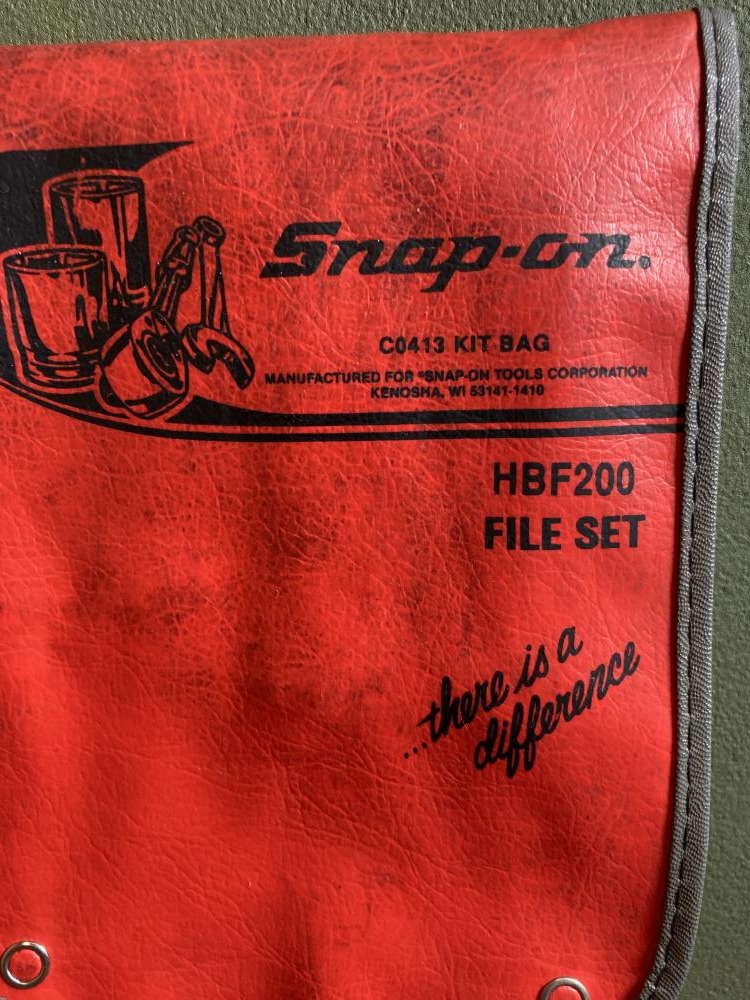 Snap-on.
C0413 KIT BAG
MANUFACTURED FOR ®SNAP-ON TOOLS CORPORATION
KENOSHA, WI 53141-1410
HBF200
FILE SET
...there is a
difference